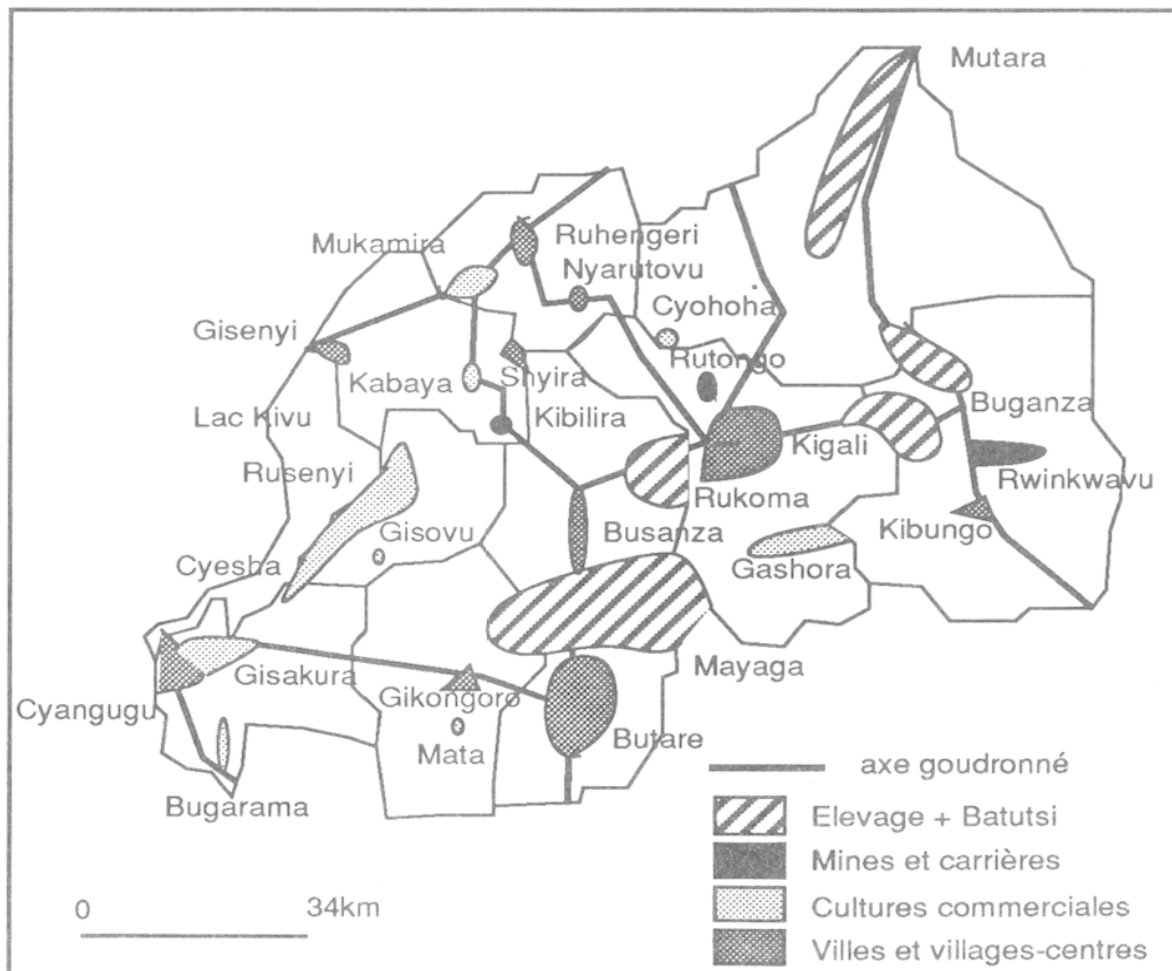 Mutara
Ruhengeri
Mukamira
Nyarutovu
Cyohoha
Gisenyi
Rutongo
Shyira
Kabaya
Buganza
Lac Kivu
Kibilira
Kigali
Rusenyi
Rwinkwavu
Rukoma
Gisovu
Busanza
Kibungo
Cyesha
Gashora
Gisakura
Mayaga
Gikongoro
Cyangugu
Butare
Mata
Bugarama
axe goudronné
Elevage + Batutsi
Mines et carrières
Cultures commerciales
Villes et villages-centres
0 34km